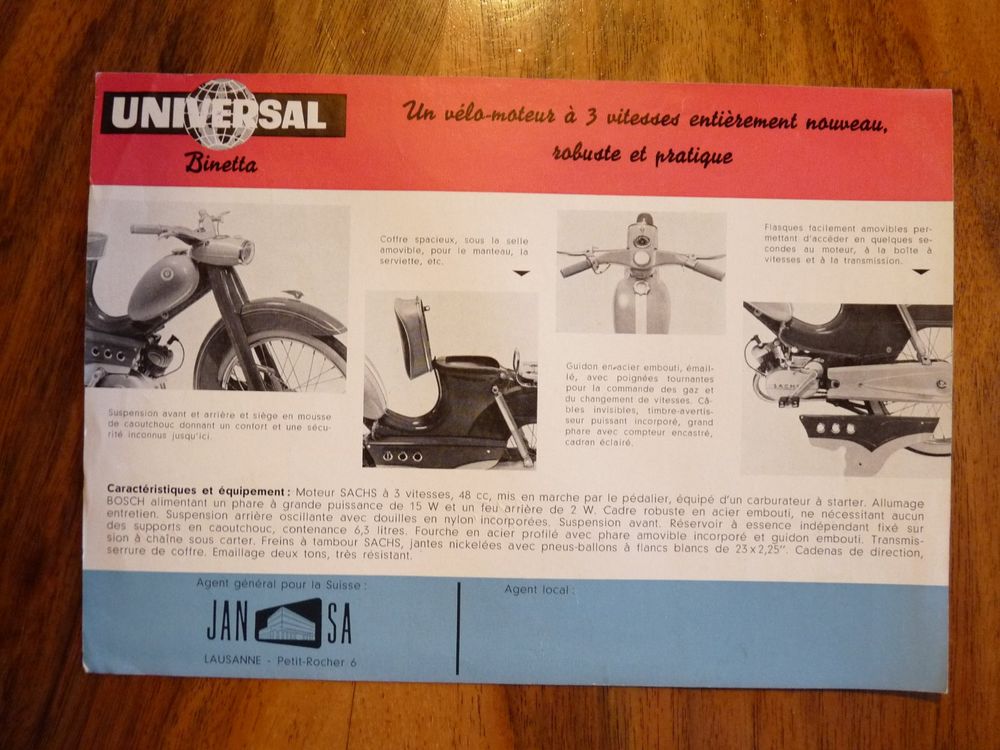 UNIVERSAL
Binetta
Un vélo-moteur à 3 vitesses entièrement nouveau,
robuste et pratique
Suspension avant et arrière et siège en mousse
de caoutchouc donnant un confort et une sécu-
rité inconnus jusqu'ici.
Coffre spacieux, sous la selle
amovible, pour le manteau, la
serviette, etc.
Guidon en acier embouti, émail-
lé, avec poignées tournantes
pour la commande des gaz et
du changement de vitesses. Câ-
bles invisibles, timbre-avertis-
seur puissant incorporé, grand
phare avec compteur encastré,
cadran éclairé.
Flasques facilement amovibles per-
mettant d'accéder en quelques se-
condes au moteur, à la boîte à
vitesses et à la transmission.
SACHS
Caractéristiques et équipement : Moteur SACHS à 3 vitesses, 48 cc, mis en marche par le pédalier, équipé d'un carburateur à starter. Allumage
BOSCH alimentant un phare à grande puissance de 15 W et un feu arrière de 2 W. Cadre robuste en acier embouti, ne nécessitant aucun
entretien. Suspension arrière oscillante avec douilles en nylon incorporées. Suspension avant. Réservoir à essence indépendant fixé sur
des supports en caoutchouc, contenance 6,3 litres. Fourche en acier profilé avec phare amovible incorporé et guidon embouti. Transmis-
sion à chaîne sous carter. Freins à tambour SACHS, jantes nickelées avec pneus-ballons à flancs blancs de 23x2,25". Cadenas de direction,
serrure de coffre. Emaillage deux tons, très résistant.
Agent général pour la Suisse :
JAN SA
LAUSANNE - Petit-Rocher 6
Agent local :